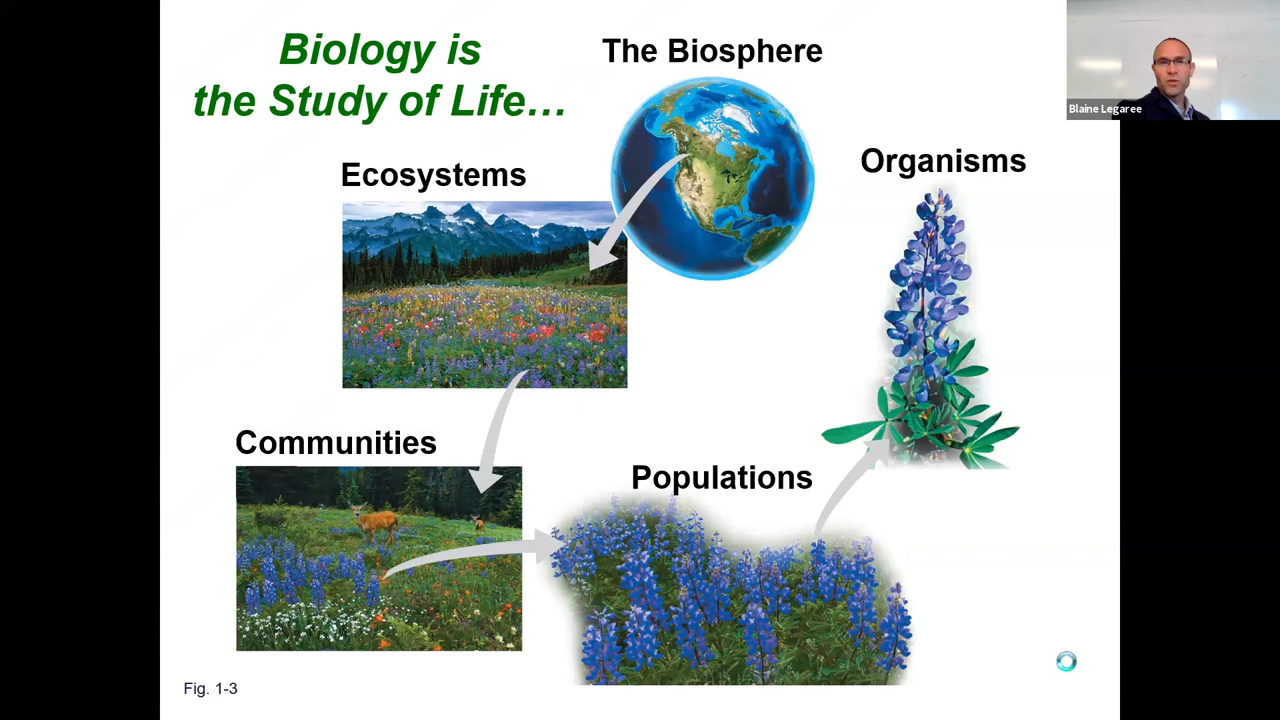 Biology is
the Study of Life…
The Biosphere
Blaine Legaree
Organisms
Ecosystems
Communities
Populations
Fig. 1-3